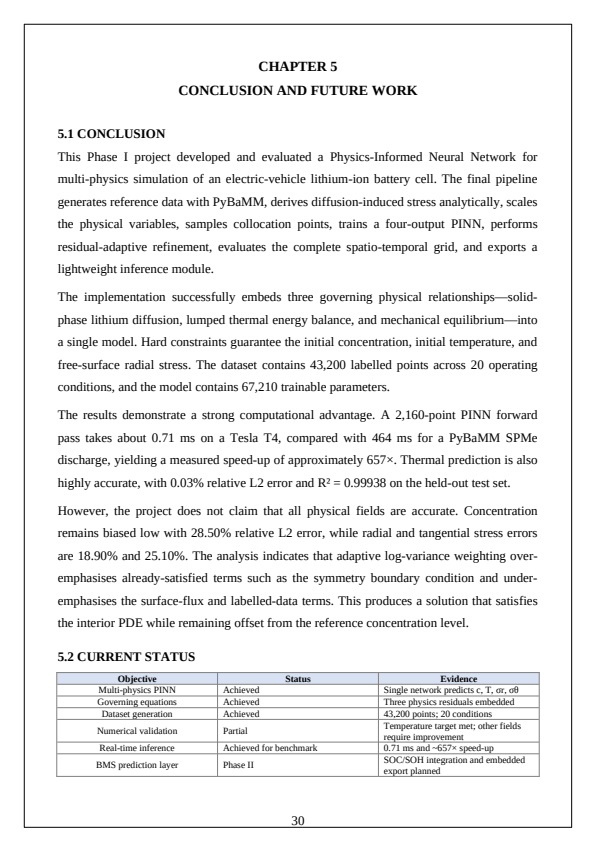 CHAPTER 5
CONCLUSION AND FUTURE WORK
5.1 CONCLUSION
This Phase I project developed and evaluated a Physics-Informed Neural Network for
multi-physics simulation of an electric-vehicle lithium-ion battery cell. The final pipeline
generates reference data with PyBaMM, derives diffusion-induced stress analytically, scales
the physical variables, samples collocation points, trains a four-output PINN, performs
residual-adaptive refinement, evaluates the complete spatio-temporal grid, and exports a
lightweight inference module.
The implementation successfully embeds three governing physical relationships—solid-
phase lithium diffusion, lumped thermal energy balance, and mechanical equilibrium—into
a single model. Hard constraints guarantee the initial concentration, initial temperature, and
free-surface radial stress. The dataset contains 43,200 labelled points across 20 operating
conditions, and the model contains 67,210 trainable parameters.
The results demonstrate a strong computational advantage. A 2,160-point PINN forward
pass takes about 0.71 ms on a Tesla T4, compared with 464 ms for a PyBaMM SPMe
discharge, yielding a measured speed-up of approximately 657×. Thermal prediction is also
highly accurate, with 0.03% relative L2 error and R² = 0.99938 on the held-out test set.
However, the project does not claim that all physical fields are accurate. Concentration
remains biased low with 28.50% relative L2 error, while radial and tangential stress errors
are 18.90% and 25.10%. The analysis indicates that adaptive log-variance weighting over-
emphasises already-satisfied terms such as the symmetry boundary condition and under-
emphasises the surface-flux and labelled-data terms. This produces a solution that satisfies
the interior PDE while remaining offset from the reference concentration level.
5.2 CURRENT STATUS
Objective Status Evidence
Multi-physics PINN Achieved Single network predicts c, T, σr, σθ
Governing equations Achieved Three physics residuals embedded
Dataset generation Achieved 43,200 points; 20 conditions
Numerical validation Partial Temperature target met; other fields
require improvement
Real-time inference Achieved for benchmark 0.71 ms and ~657× speed-up
BMS prediction layer Phase II SOC/SOH integration and embedded
export planned
30